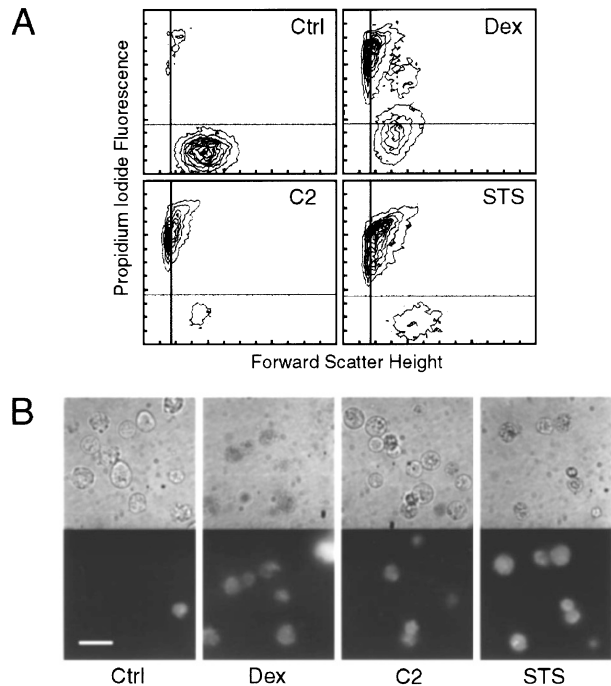 A
Ctrl
Dex
C2
STS
Propidium Iodide Fluorescence
Forward Scatter Height
B
Ctrl
Dex
C2
STS